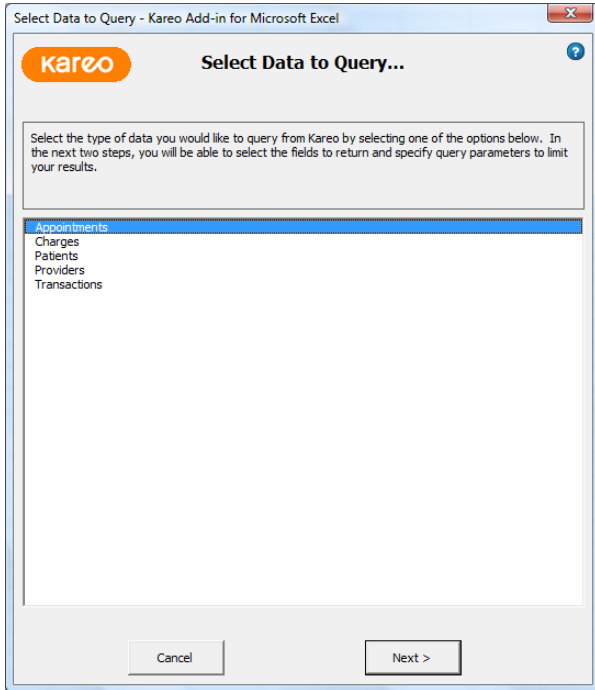 Select Data to Query - Kareo Add-in for Microsoft Excel
X
Kareo
Select Data to Query...
?
Select the type of data you would like to query from Kareo by selecting one of the options below. In
the next two steps, you will be able to select the fields to return and specify query parameters to limit
your results.
Appointments
Charges
Patients
Providers
Transactions
Cancel
Next >